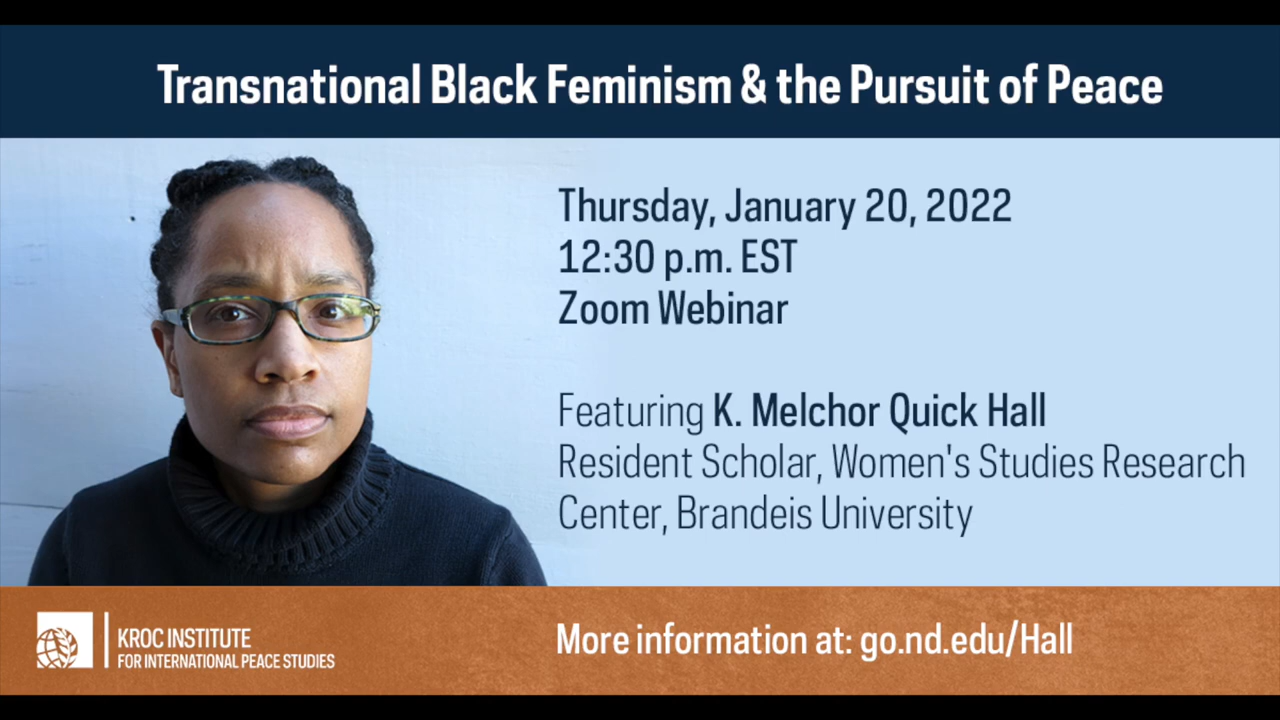 Transnational Black Feminism & the Pursuit of Peace
Thursday, January 20, 2022
12:30 p.m. EST
Zoom Webinar
Featuring K. Melchor Quick Hall
Resident Scholar, Women's Studies Research
Center, Brandeis University
KROC INSTITUTE
FOR INTERNATIONAL PEACE STUDIES
More information at: go.nd.edu/Hall